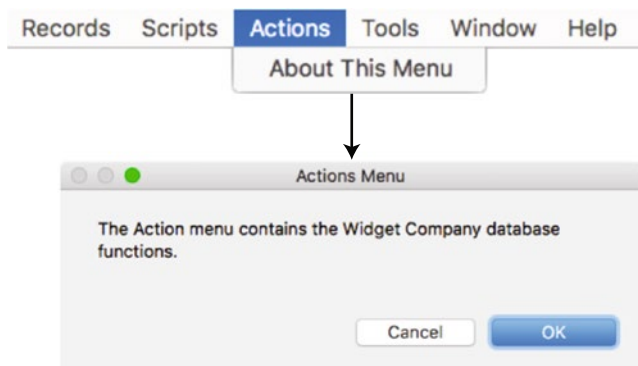 Records Scripts Actions Tools Window Help
About This Menu
Actions Menu
The Action menu contains the Widget Company database
functions.
Cancel OK